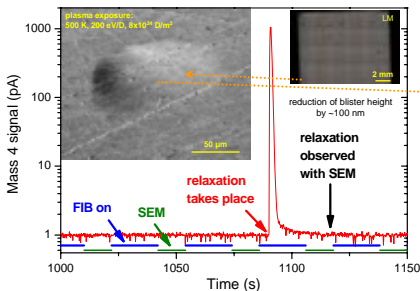 plasma exposure:
500 K, 200 eV/D, 8x10²⁴ D/m²
LM
2 mm
reduction of blister height
by ~100 nm
50 µm
relaxation
observed
with SEM
relaxation
takes place
FIB on
SEM
Mass 4 signal (pA)
1000
100
10
1
1000
1050
1100
1150
Time (s)